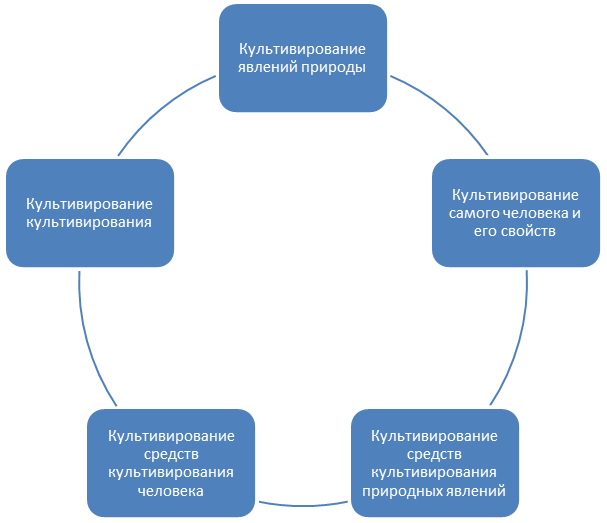 Культивирование
явлений природы
Культивирование
самого человека и
его свойств
Культивирование
средств
культивирования
природных явлений
Культивирование
средств
культивирования
человека
Культивирование
культивирования